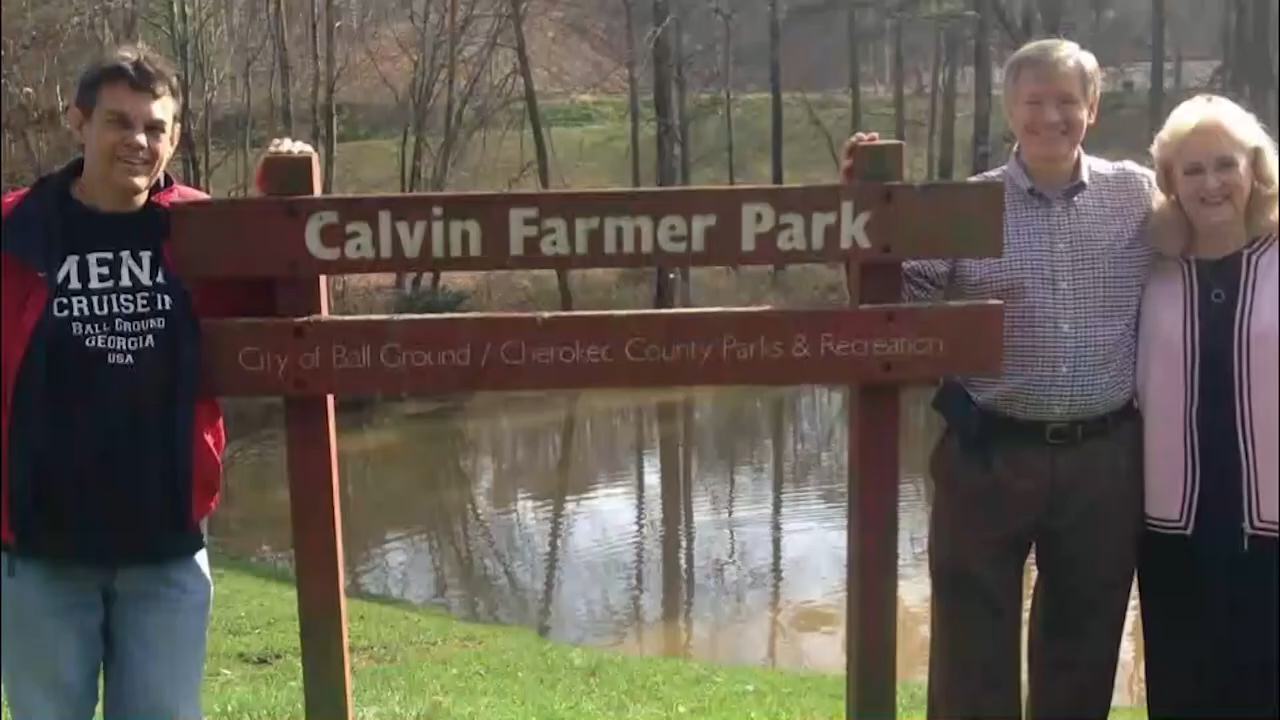 Calvin Farmer Park
City of Ball Ground / Cherokee County Parks & Recreation
CRUISE IN
BALL GROUND
GEORGIA
USA